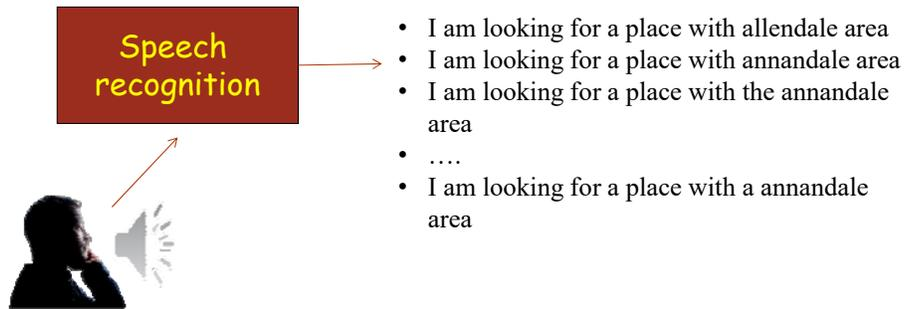 Speech
recognition
• I am looking for a place with allendale area
• I am looking for a place with annandale area
• I am looking for a place with the annandale
area
• ….
• I am looking for a place with a annandale
area